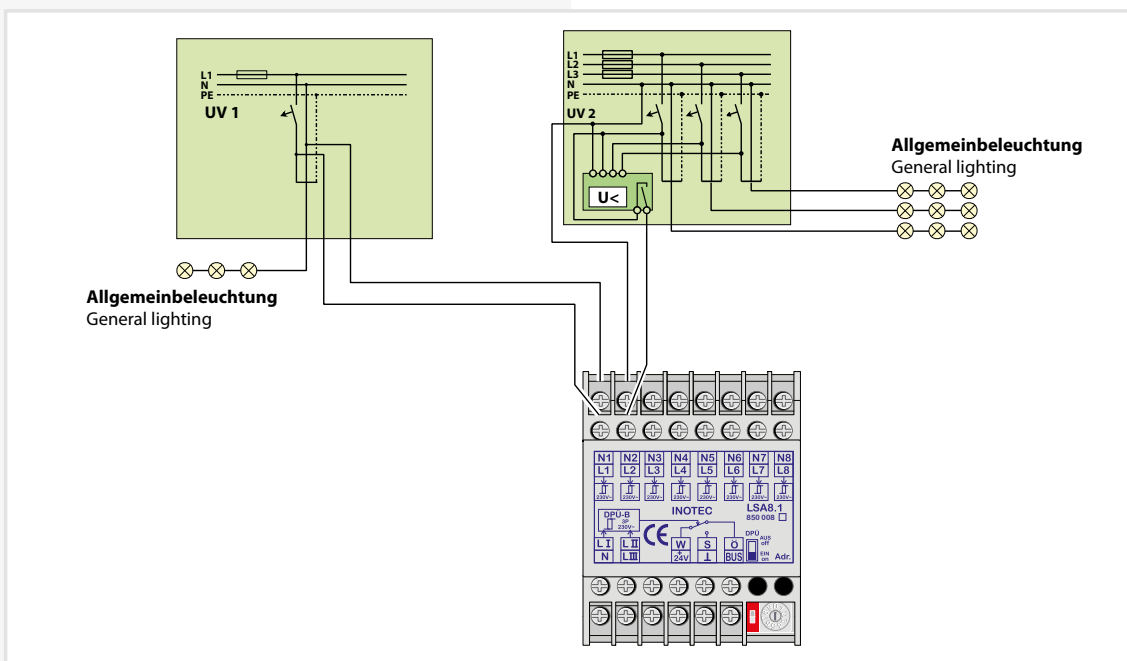 L1
N
PE
UV 1
Allgemeinbeleuchtung
General lighting
L1
L2
L3
N
PE
UV 2
U<
Allgemeinbeleuchtung
General lighting
N1 N2 N3 N4 N5 N6 N7 N8
L1 L2 L3 L4 L5 L6 L7 L8
230V~ 230V~ 230V~ 230V~ 230V~ 230V~ 230V~ 230V~
DPÜ-B
3P
230V~
INOTEC
LSA8.1
850 008
CE
DPÜ
AUS
off
L I L II W S Ö
N L III + 24V ⊥ BUS
EIN
on
Adr.